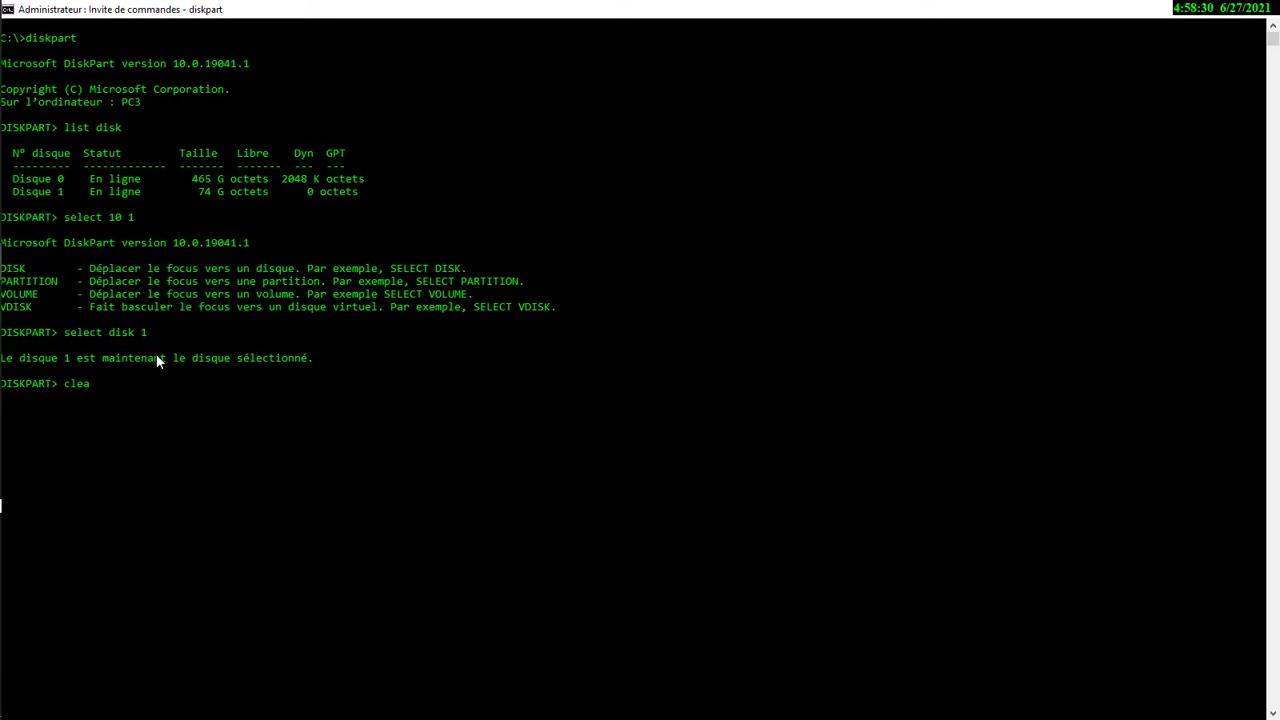 Administrateur : Invite de commandes - diskpart
4:58:30 6/27/2021
C:\>diskpart
Microsoft DiskPart version 10.0.19041.1
Copyright (C) Microsoft Corporation.
Sur l’ordinateur : PC3
DISKPART> list disk
N° disque  Statut         Taille   Libre    Dyn  GPT
---------  -------------  -------  -------  ---  ---
Disque 0    En ligne        465 G octets  2048 K octets
Disque 1    En ligne         74 G octets      0 octets
DISKPART> select 10 1
Microsoft DiskPart version 10.0.19041.1
DISK        - Déplacer le focus vers un disque. Par exemple, SELECT DISK.
PARTITION   - Déplacer le focus vers une partition. Par exemple, SELECT PARTITION.
VOLUME      - Déplacer le focus vers un volume. Par exemple SELECT VOLUME.
VDISK       - Fait basculer le focus vers un disque virtuel. Par exemple, SELECT VDISK.
DISKPART> select disk 1
Le disque 1 est maintenant le disque sélectionné.
DISKPART> clea